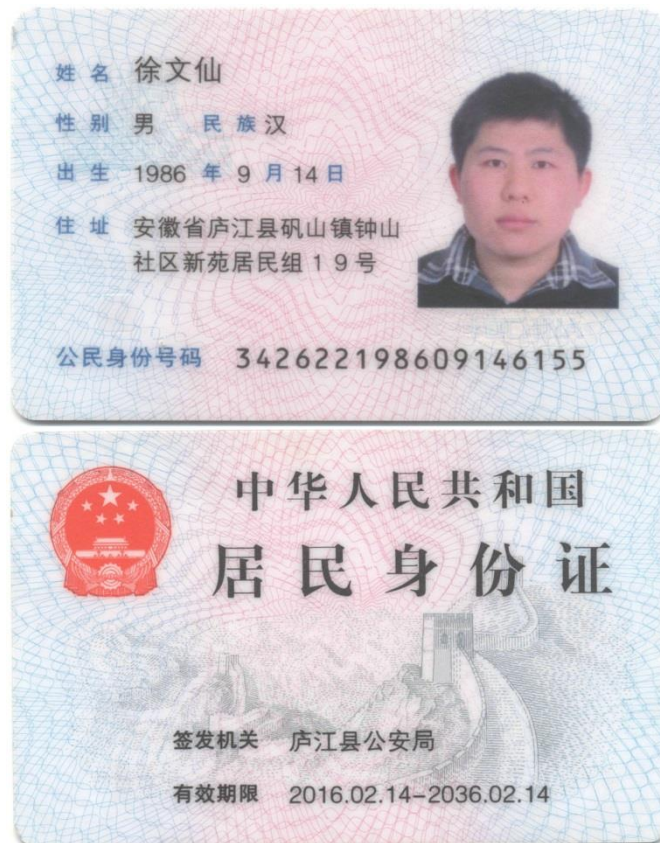 姓名 徐文仙
性别 男 民族 汉
出生 1986 年 9 月 14 日
住址 安徽省庐江县矾山镇钟山
社区新苑居民组19号
公民身份号码 342622198609146155
中华人民共和国
居民身份证
签发机关 庐江县公安局
有效期限 2016.02.14-2036.02.14